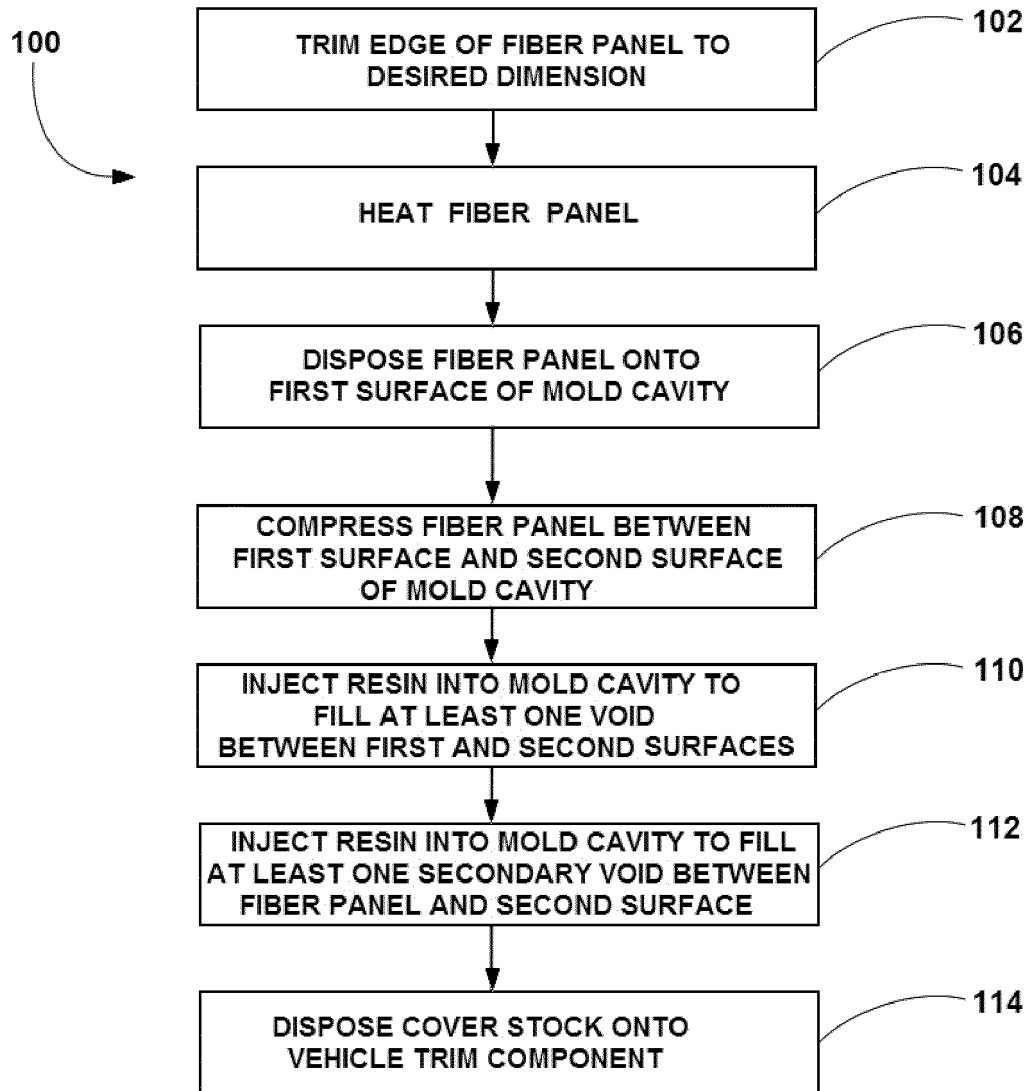 100
TRIM EDGE OF FIBER PANEL TO
DESIRED DIMENSION
102
HEAT FIBER PANEL
104
DISPOSE FIBER PANEL ONTO
FIRST SURFACE OF MOLD CAVITY
106
COMPRESS FIBER PANEL BETWEEN
FIRST SURFACE AND SECOND SURFACE
OF MOLD CAVITY
108
INJECT RESIN INTO MOLD CAVITY TO
FILL AT LEAST ONE VOID
BETWEEN FIRST AND SECOND SURFACES
110
INJECT RESIN INTO MOLD CAVITY TO FILL
AT LEAST ONE SECONDARY VOID BETWEEN
FIBER PANEL AND SECOND SURFACE
112
DISPOSE COVER STOCK ONTO
VEHICLE TRIM COMPONENT
114